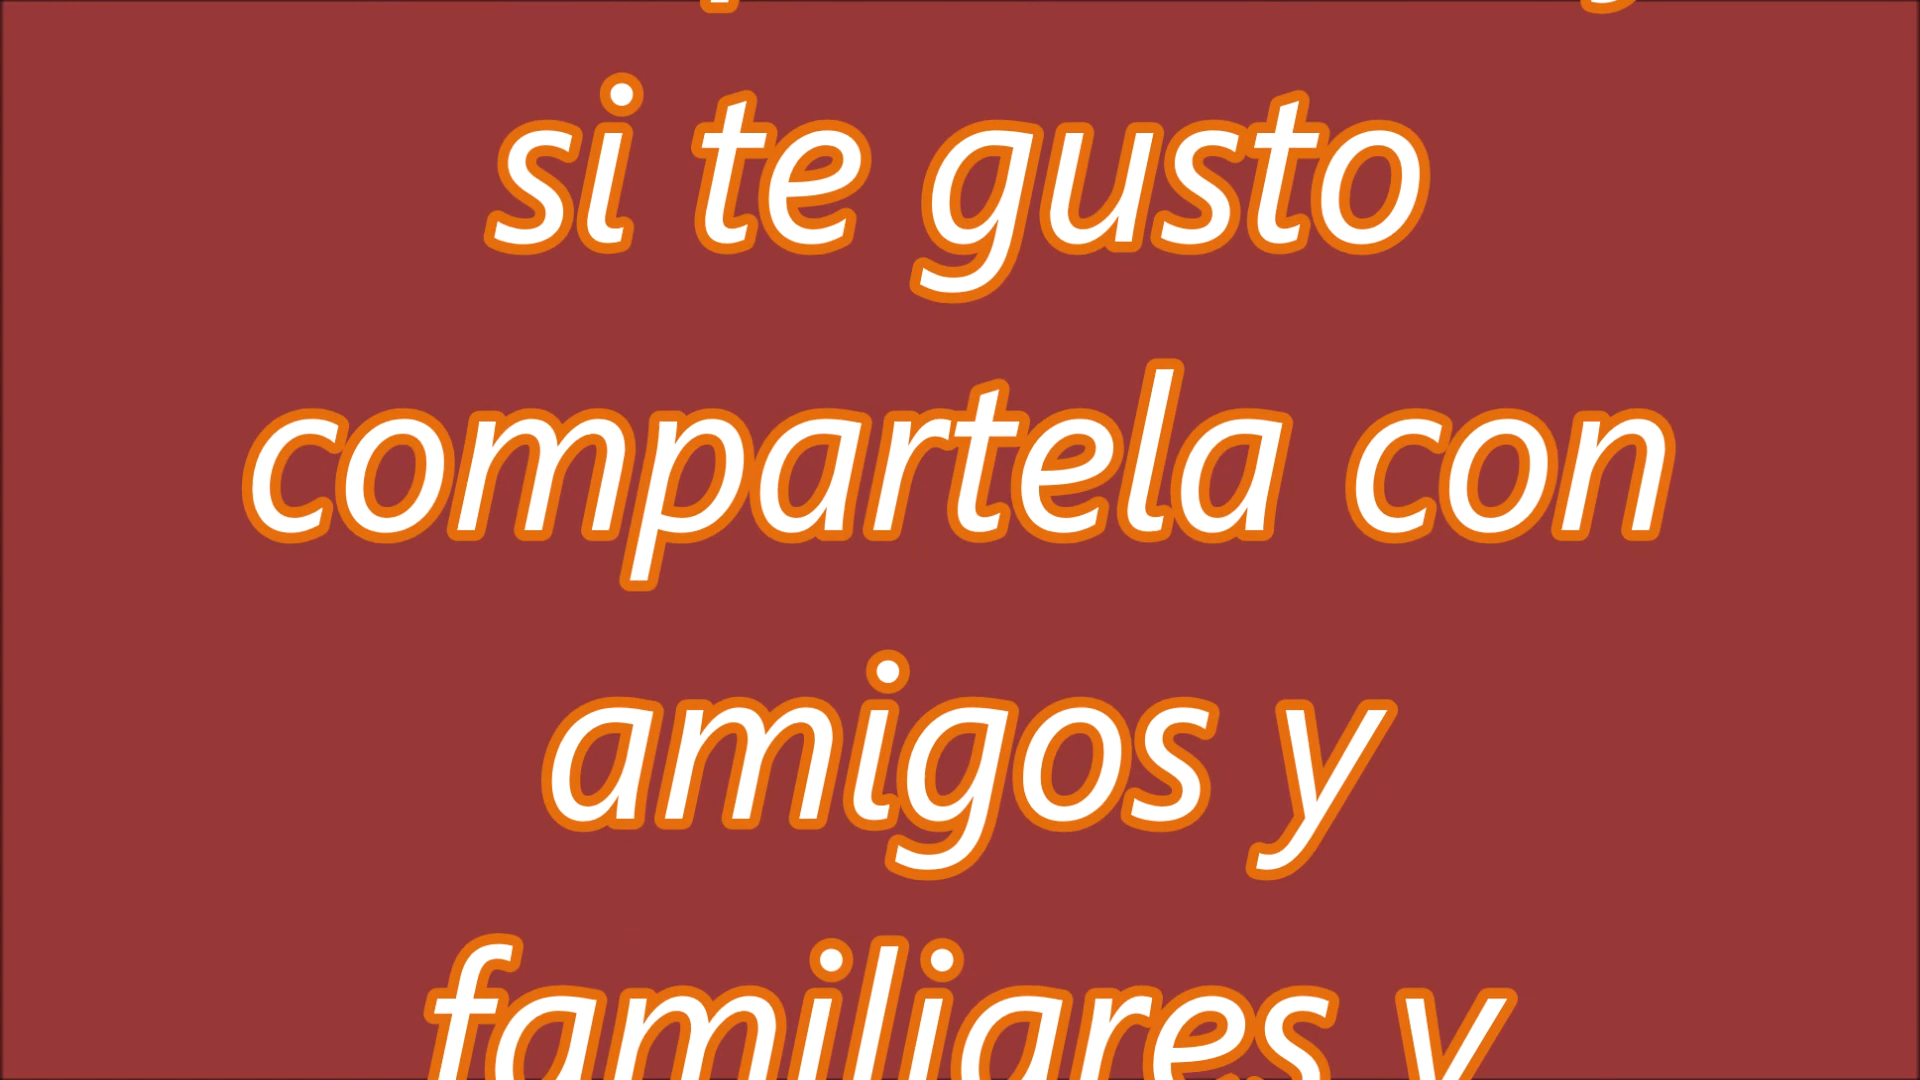 si te gusto
compartela con
amigos y
familiares y